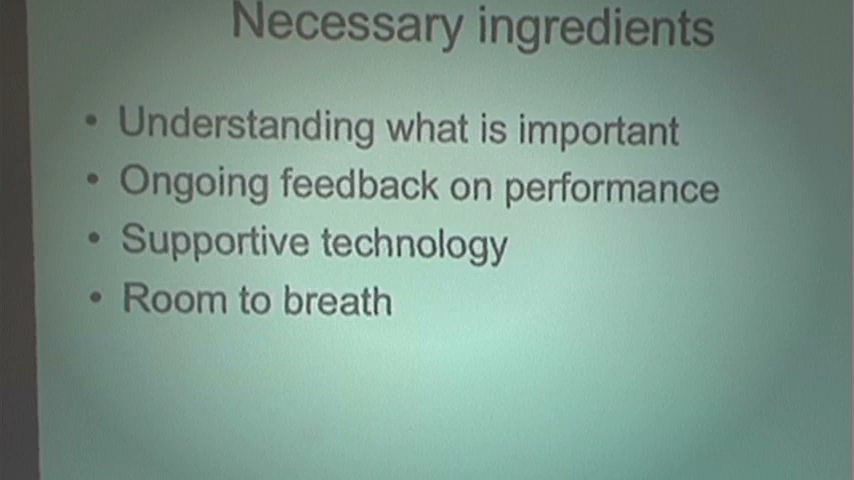 Necessary ingredients
• Understanding what is important
• Ongoing feedback on performance
• Supportive technology
• Room to breath